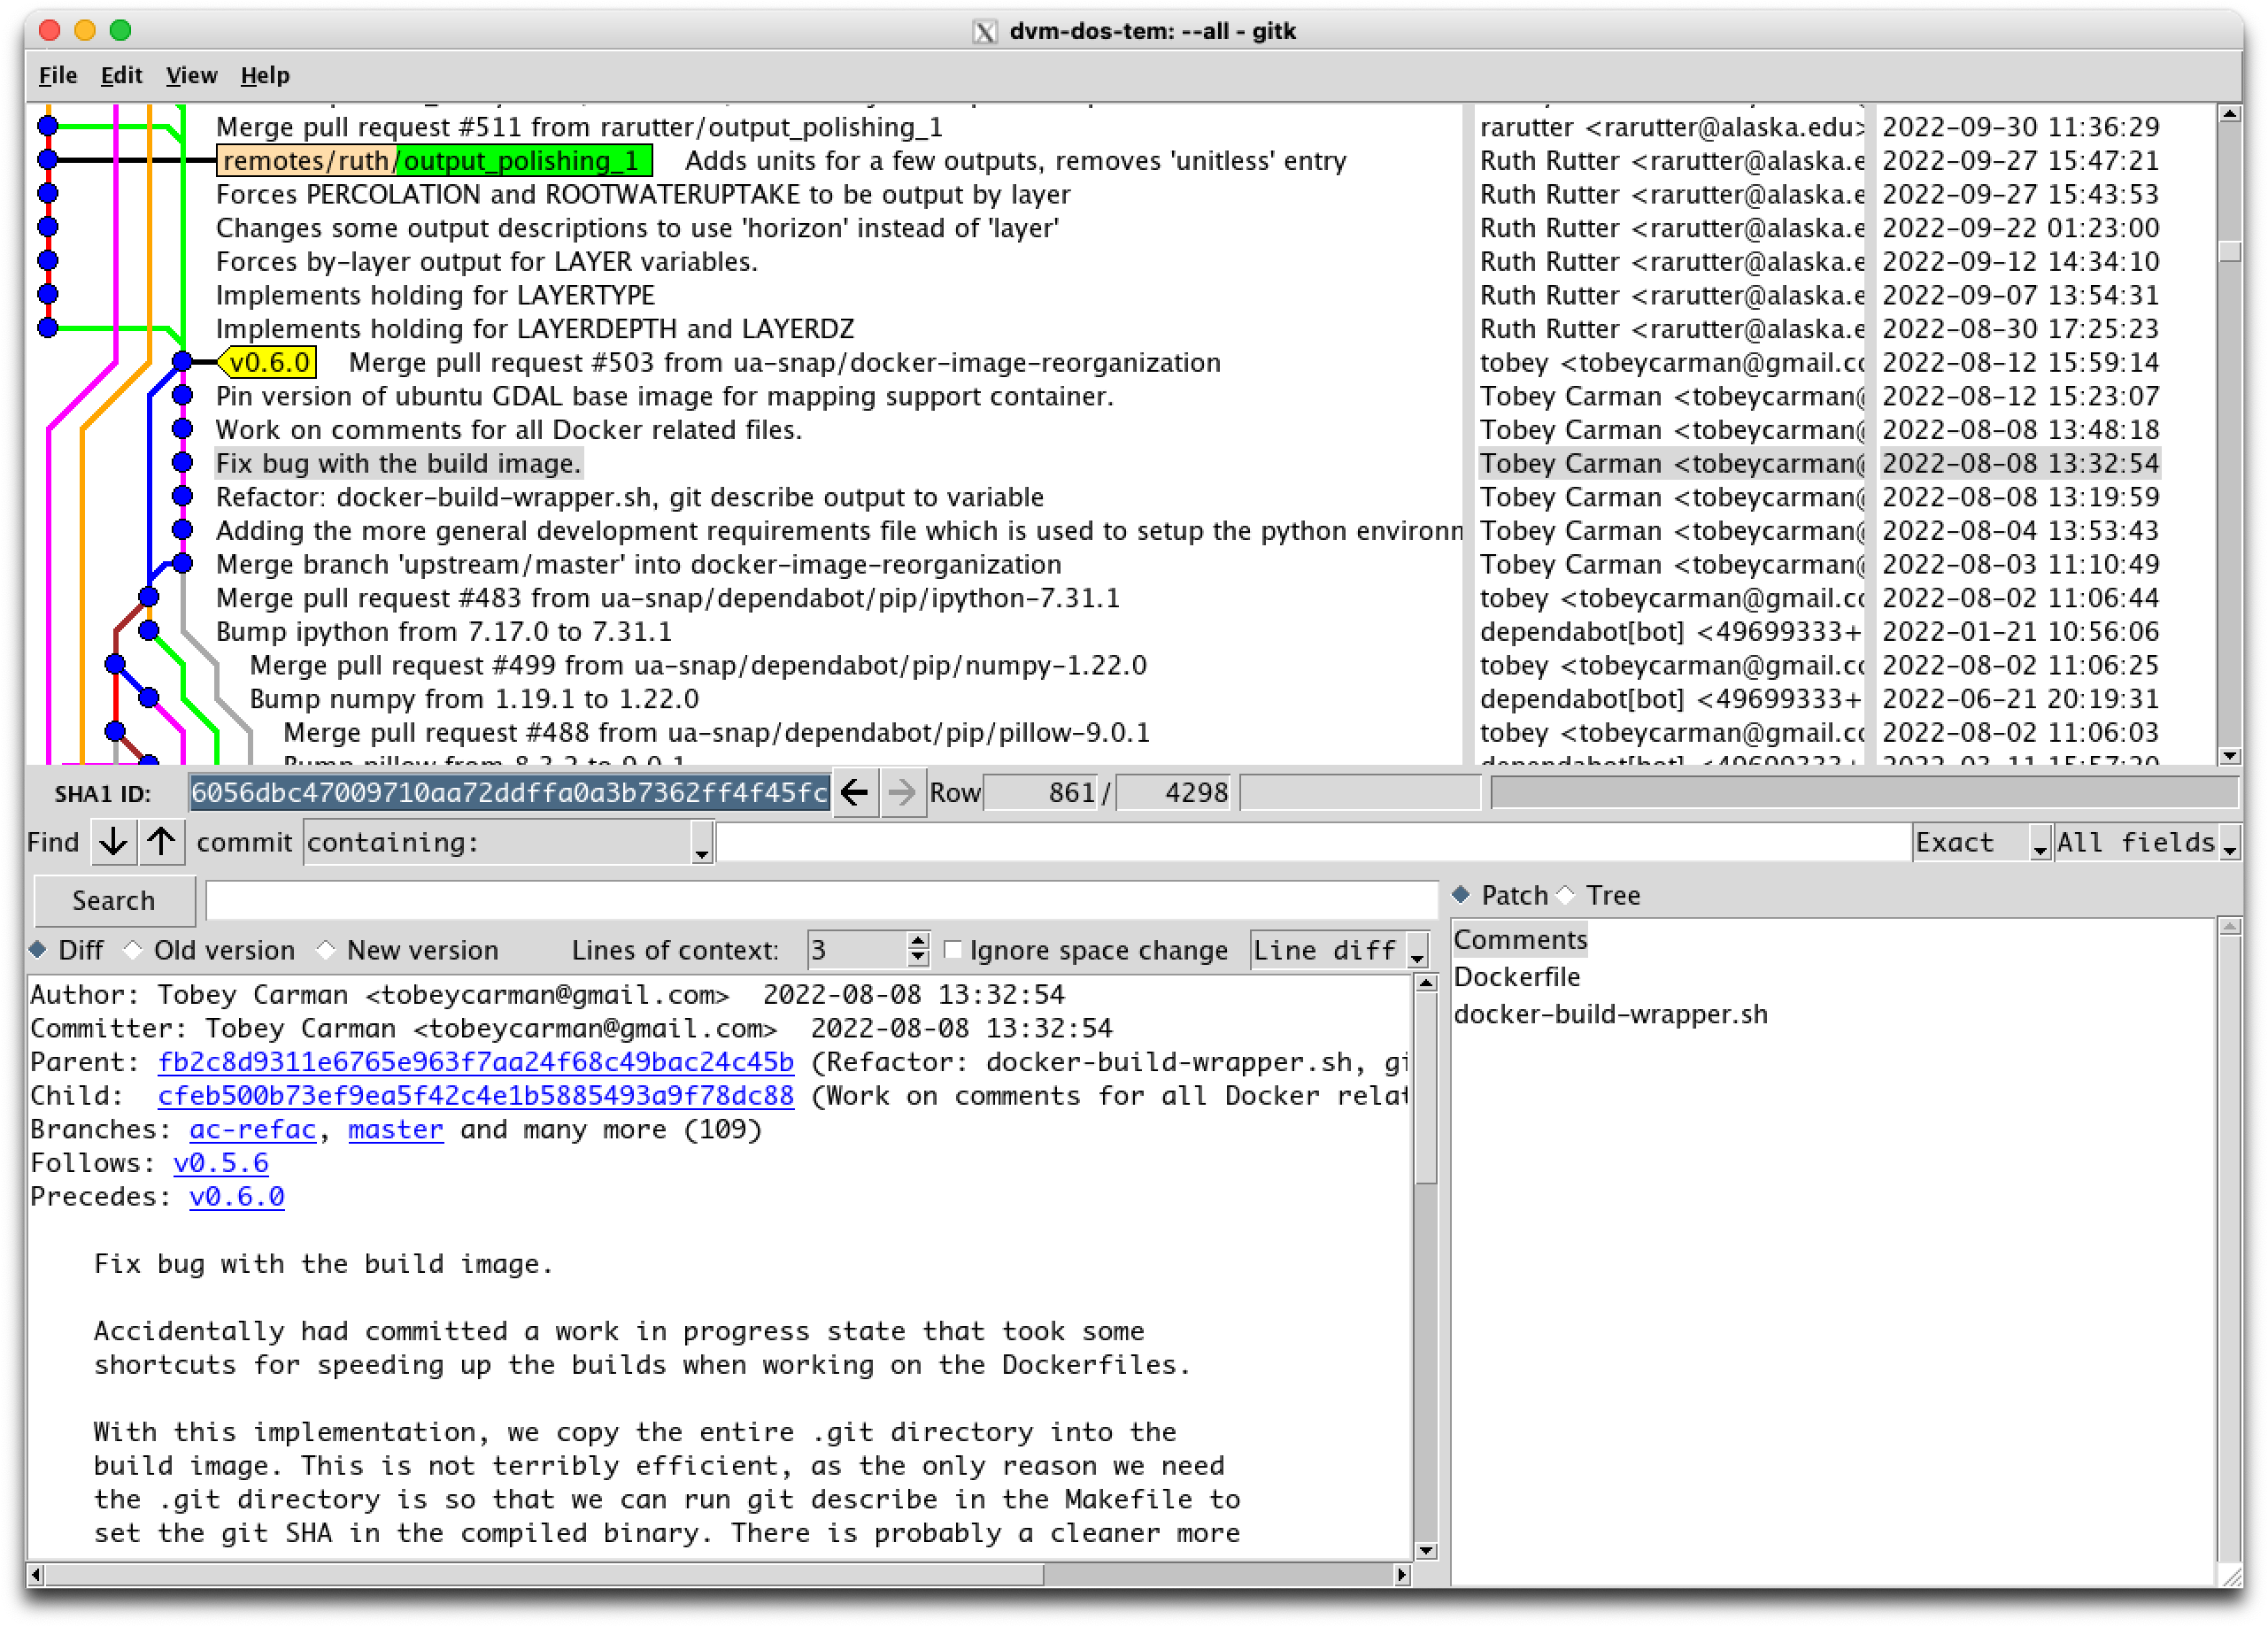 dvm-dos-tem: --all - gitk
File Edit View Help
Merge pull request #511 from rarutter/output_polishing_1 rarutter <rarutter@alaska.edu> 2022-09-30 11:36:29
remotes/ruth/output_polishing_1 Adds units for a few outputs, removes 'unitless' entry Ruth Rutter <rarutter@alaska.e 2022-09-27 15:47:21
Forces PERCOLATION and ROOTWATERUPTAKE to be output by layer Ruth Rutter <rarutter@alaska.e 2022-09-27 15:43:53
Changes some output descriptions to use 'horizon' instead of 'layer' Ruth Rutter <rarutter@alaska.e 2022-09-22 01:23:00
Forces by-layer output for LAYER variables. Ruth Rutter <rarutter@alaska.e 2022-09-12 14:34:10
Implements holding for LAYERTYPE Ruth Rutter <rarutter@alaska.e 2022-09-07 13:54:31
Implements holding for LAYERDEPTH and LAYERDZ Ruth Rutter <rarutter@alaska.e 2022-08-30 17:25:23
v0.6.0 Merge pull request #503 from ua-snap/docker-image-reorganization tobey <tobeycarman@gmail.co 2022-08-12 15:59:14
Pin version of ubuntu GDAL base image for mapping support container. Tobey Carman <tobeycarman@ 2022-08-12 15:23:07
Work on comments for all Docker related files. Tobey Carman <tobeycarman@ 2022-08-08 13:48:18
Fix bug with the build image. Tobey Carman <tobeycarman@ 2022-08-08 13:32:54
Refactor: docker-build-wrapper.sh, git describe output to variable Tobey Carman <tobeycarman@ 2022-08-08 13:19:59
Adding the more general development requirements file which is used to setup the python environn Tobey Carman <tobeycarman@ 2022-08-04 13:53:43
Merge branch 'upstream/master' into docker-image-reorganization Tobey Carman <tobeycarman@ 2022-08-03 11:10:49
Merge pull request #483 from ua-snap/dependabot/pip/ipython-7.31.1 tobey <tobeycarman@gmail.co 2022-08-02 11:06:44
Bump ipython from 7.17.0 to 7.31.1 dependabot[bot] <49699333+ 2022-01-21 10:56:06
Merge pull request #499 from ua-snap/dependabot/pip/numpy-1.22.0 tobey <tobeycarman@gmail.co 2022-08-02 11:06:25
Bump numpy from 1.19.1 to 1.22.0 dependabot[bot] <49699333+ 2022-06-21 20:19:31
Merge pull request #488 from ua-snap/dependabot/pip/pillow-9.0.1 tobey <tobeycarman@gmail.co 2022-08-02 11:06:03
Bump pillow from 8.3.2 to 9.0.1 dependabot[bot] <49699333+ 2022-03-11 15:57:20
SHA1 ID: 6056dbc47009710aa72ddffa0a3b7362ff4f45fc Row 861 / 4298
Find commit containing: Exact All fields
Search
Patch Tree
Diff Old version New version Lines of context: 3 Ignore space change Line diff
Comments
Dockerfile
docker-build-wrapper.sh
Author: Tobey Carman <tobeycarman@gmail.com> 2022-08-08 13:32:54
Committer: Tobey Carman <tobeycarman@gmail.com> 2022-08-08 13:32:54
Parent: fb2c8d9311e6765e963f7aa24f68c49bac24c45b (Refactor: docker-build-wrapper.sh, gi
Child: cfeb500b73ef9ea5f42c4e1b5885493a9f78dc88 (Work on comments for all Docker relat
Branches: ac-refac, master and many more (109)
Follows: v0.5.6
Precedes: v0.6.0
Fix bug with the build image.
Accidentally had committed a work in progress state that took some
shortcuts for speeding up the builds when working on the Dockerfiles.
With this implementation, we copy the entire .git directory into the
build image. This is not terribly efficient, as the only reason we need
the .git directory is so that we can run git describe in the Makefile to
set the git SHA in the compiled binary. There is probably a cleaner more